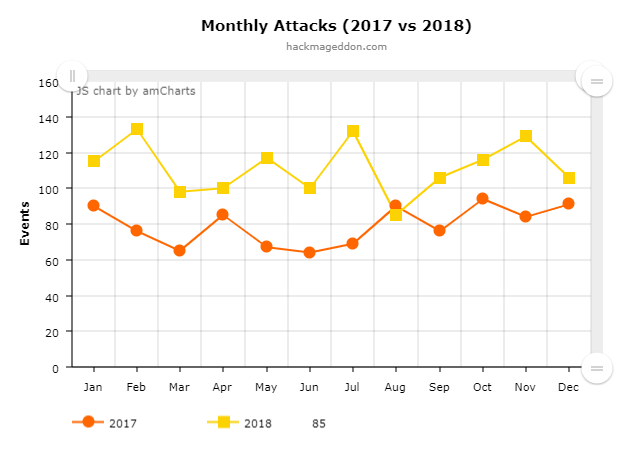 Monthly Attacks (2017 vs 2018)
hackmageddon.com
JS chart by amCharts
160
140
120
100
80
60
40
20
0
Events
Jan Feb Mar Apr May Jun Jul Aug Sep Oct Nov Dec
2017 2018 85